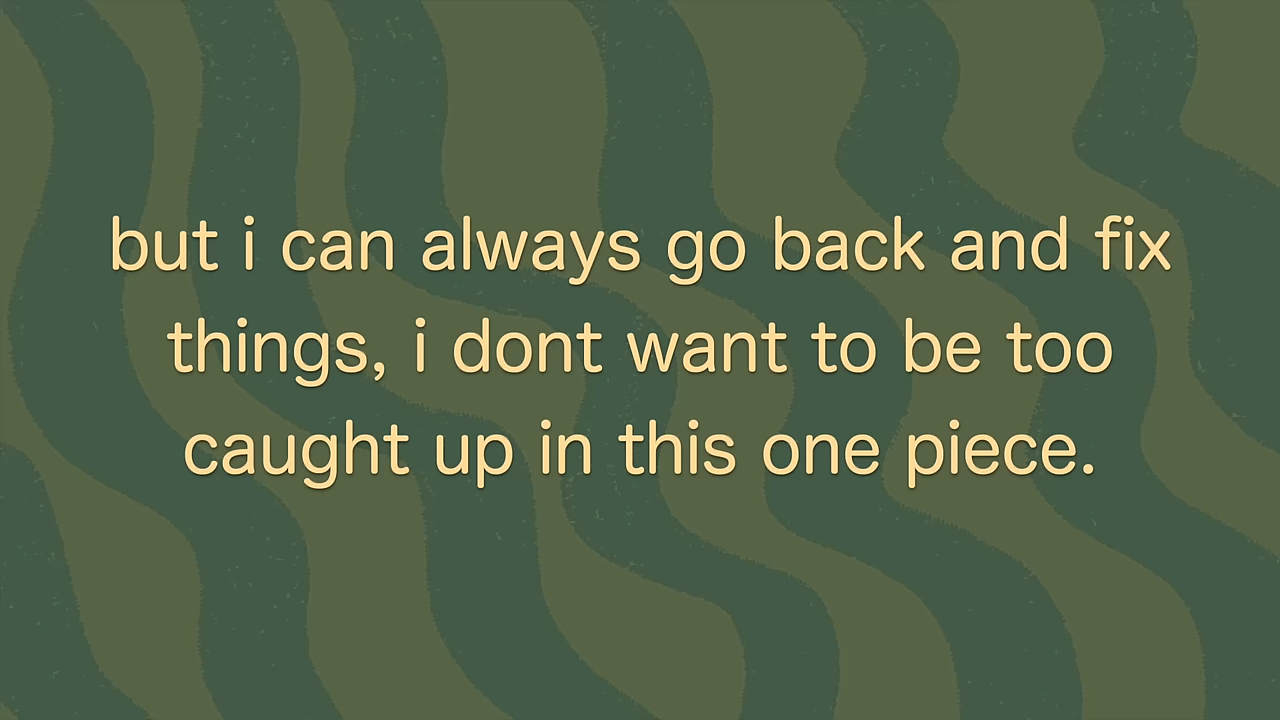 but i can always go back and fix
things, i dont want to be too
caught up in this one piece.